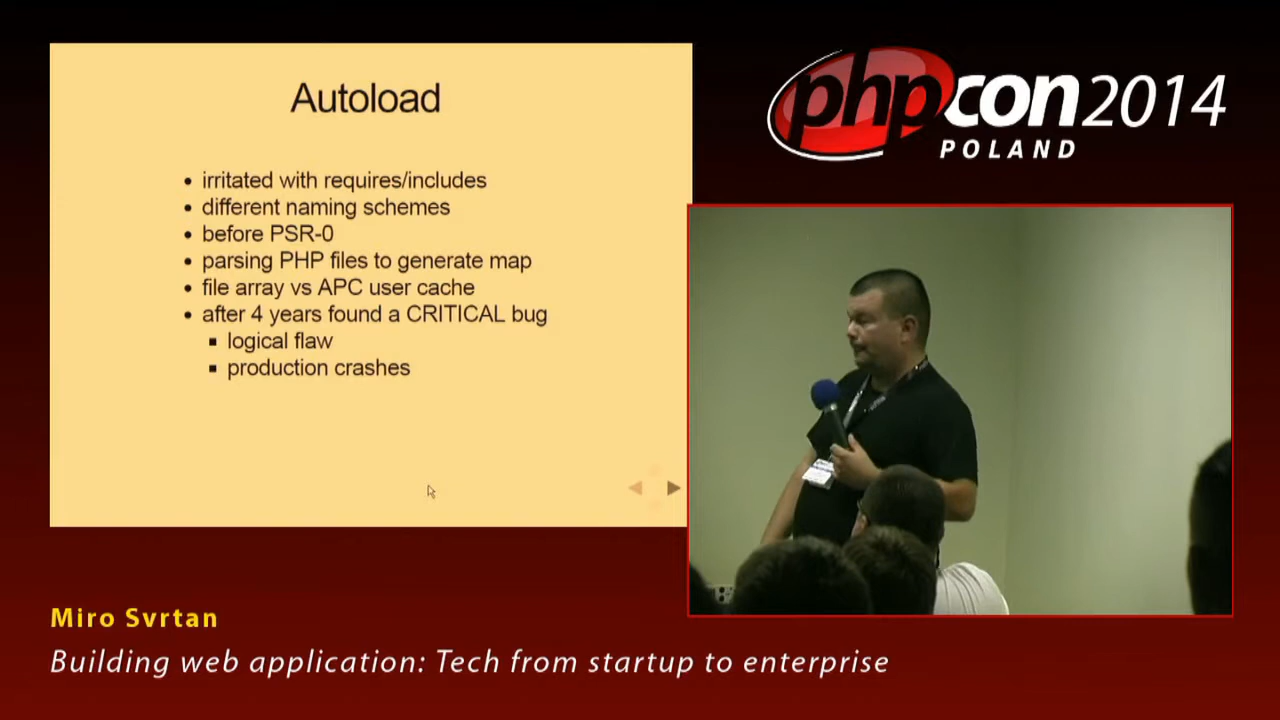 Autoload
irritated with requires/includes
different naming schemes
before PSR-0
parsing PHP files to generate map
file array vs APC user cache
after 4 years found a CRITICAL bug
logical flaw
production crashes
phpcon2014
POLAND
Miro Svrtan
Building web application: Tech from startup to enterprise